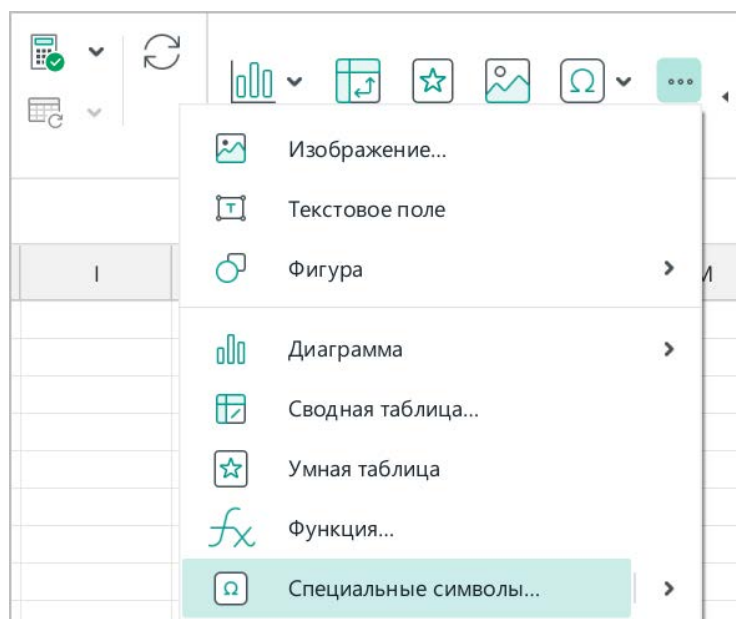 Изображение...
Текстовое поле
Фигура
I
M
Диаграмма
Сводная таблица...
Умная таблица
Функция...
Специальные символы...